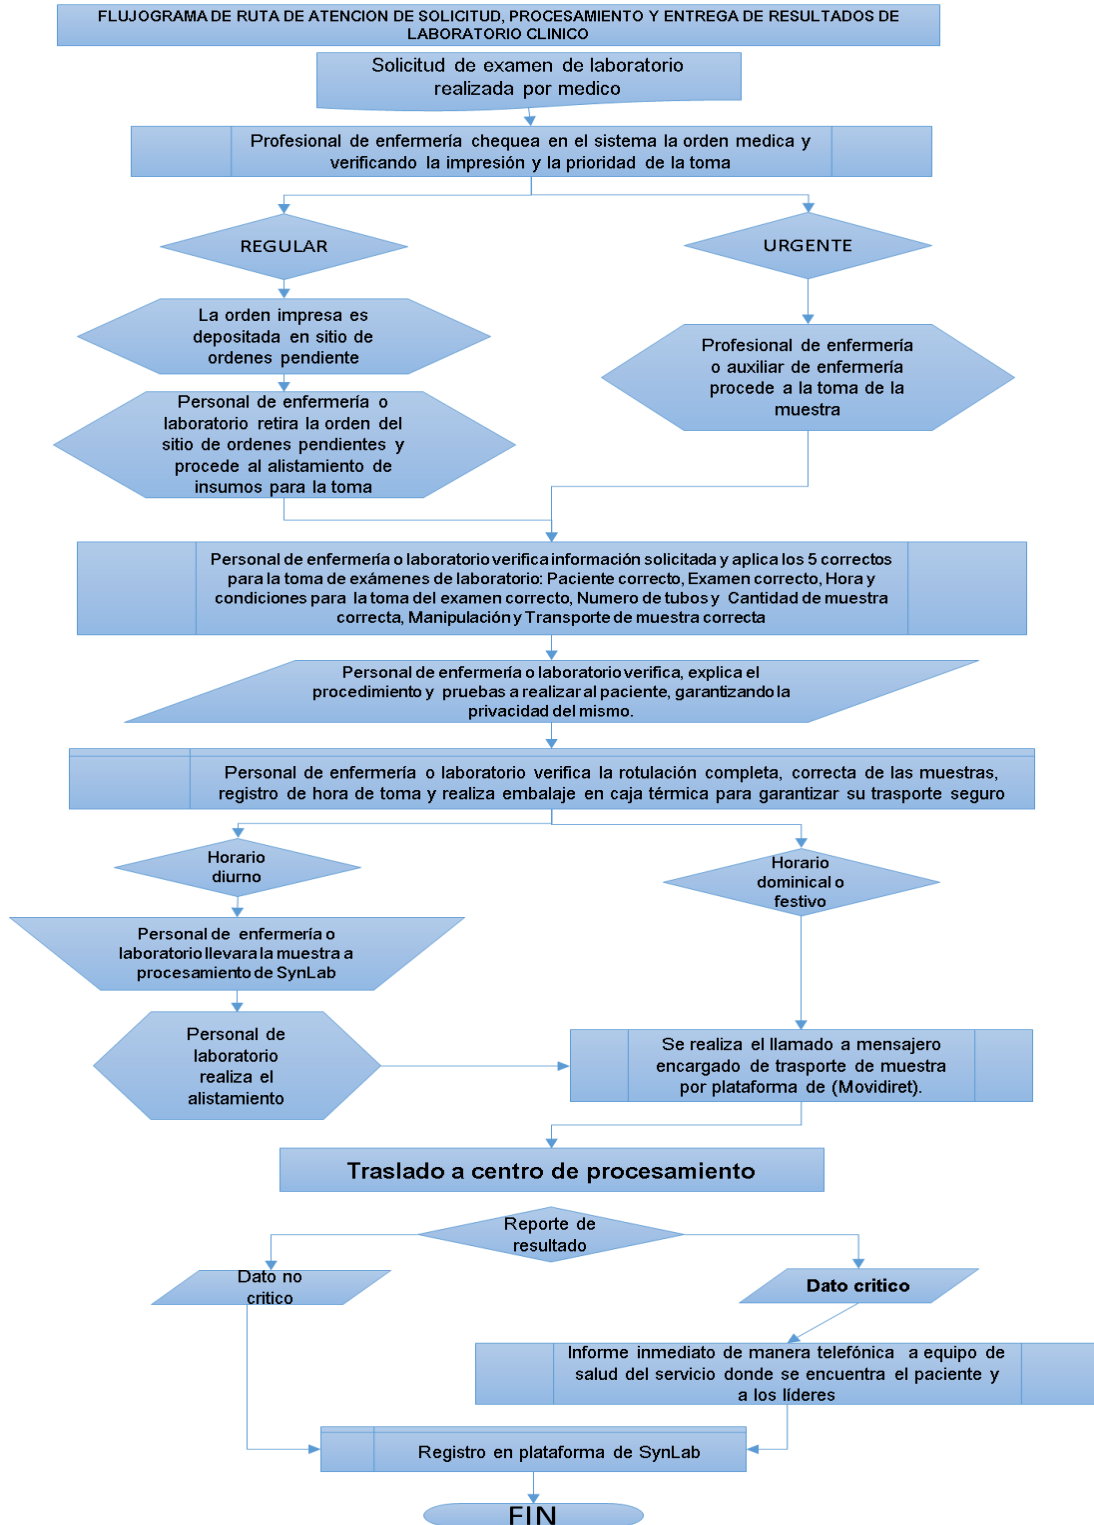 FLUJOGRAMA DE RUTA DE ATENCION DE SOLICITUD, PROCESAMIENTO Y ENTREGA DE RESULTADOS DE
LABORATORIO CLINICO
Solicitud de examen de laboratorio
realizada por medico
Profesional de enfermería chequea en el sistema la orden medica y
verificando la impresión y la prioridad de la toma
REGULAR
URGENTE
La orden impresa es
depositada en sitio de
ordenes pendiente
Profesional de enfermería
o auxiliar de enfermería
procede a la toma de la
muestra
Personal de enfermería o
laboratorio retira la orden del
sitio de ordenes pendientes y
procede al alistamiento de
insumos para la toma
Personal de enfermería o laboratorio verifica información solicitada y aplica los 5 correctos
para la toma de exámenes de laboratorio: Paciente correcto, Examen correcto, Hora y
condiciones para la toma del examen correcto, Numero de tubos y Cantidad de muestra
correcta, Manipulación y Transporte de muestra correcta
Personal de enfermería o laboratorio verifica, explica el
procedimiento y pruebas a realizar al paciente, garantizando la
privacidad del mismo.
Personal de enfermería o laboratorio verifica la rotulación completa, correcta de las muestras,
registro de hora de toma y realiza embalaje en caja térmica para garantizar su trasporte seguro
Horario
diurno
Horario
dominical o
festivo
Personal de enfermería o
laboratorio llevara la muestra a
procesamiento de SynLab
Personal de
laboratorio
realiza el
alistamiento
Se realiza el llamado a mensajero
encargado de trasporte de muestra
por plataforma de (Movidiret).
Traslado a centro de procesamiento
Reporte de
resultado
Dato no
critico
Dato critico
Informe inmediato de manera telefónica a equipo de
salud del servicio donde se encuentra el paciente y
a los líderes
Registro en plataforma de SynLab
FIN